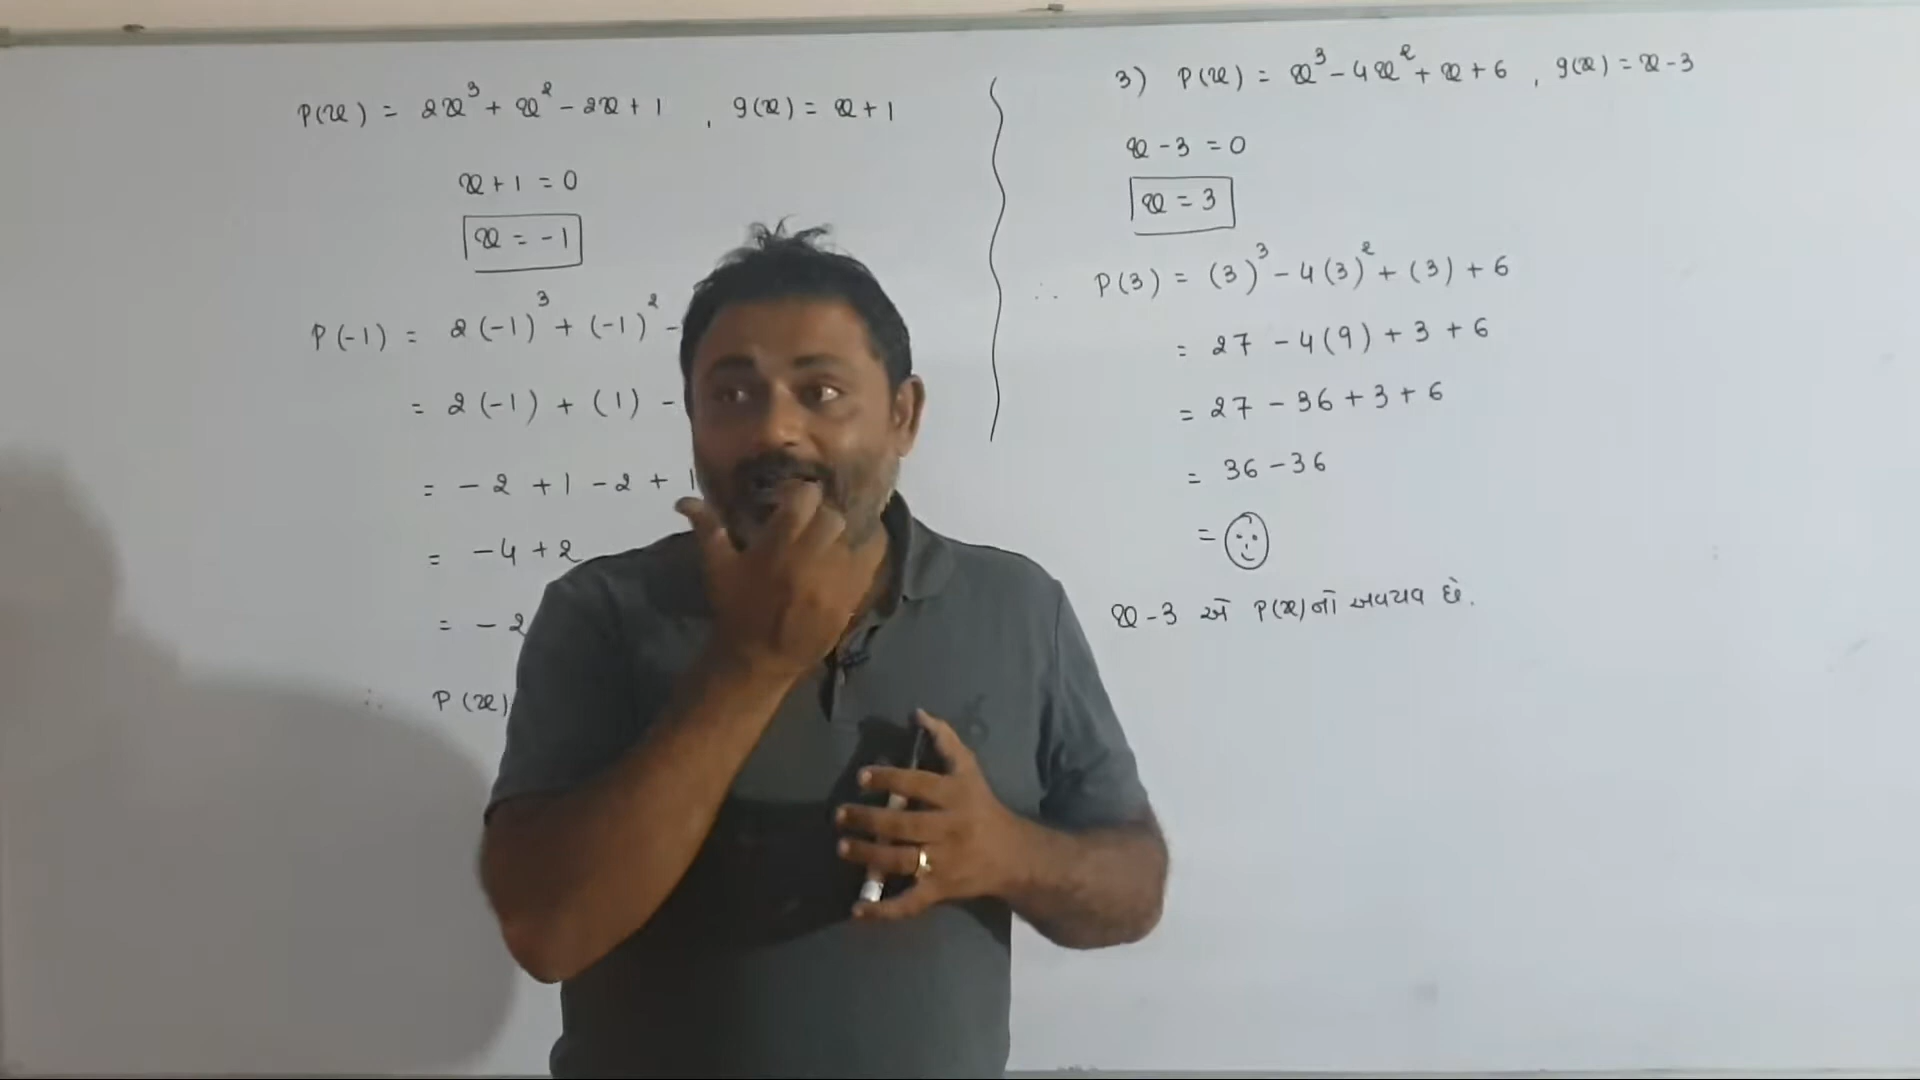 P(x) = 2x³ + x² - 2x + 1 , g(x) = x + 1
x + 1 = 0
x = -1
P(-1) = 2(-1)³ + (-1)² -
= 2(-1) + (1) -
= -2 + 1 - 2 + 1
= -4 + 2
= -2
∴ P(x)
3) P(x) = x³ - 4x² + x + 6 , g(x) = x - 3
x - 3 = 0
x = 3
∴ P(3) = (3)³ - 4(3)² + (3) + 6
= 27 - 4(9) + 3 + 6
= 27 - 36 + 3 + 6
= 36 - 36
=
x - 3 એ P(x) નો અવયવ છે.